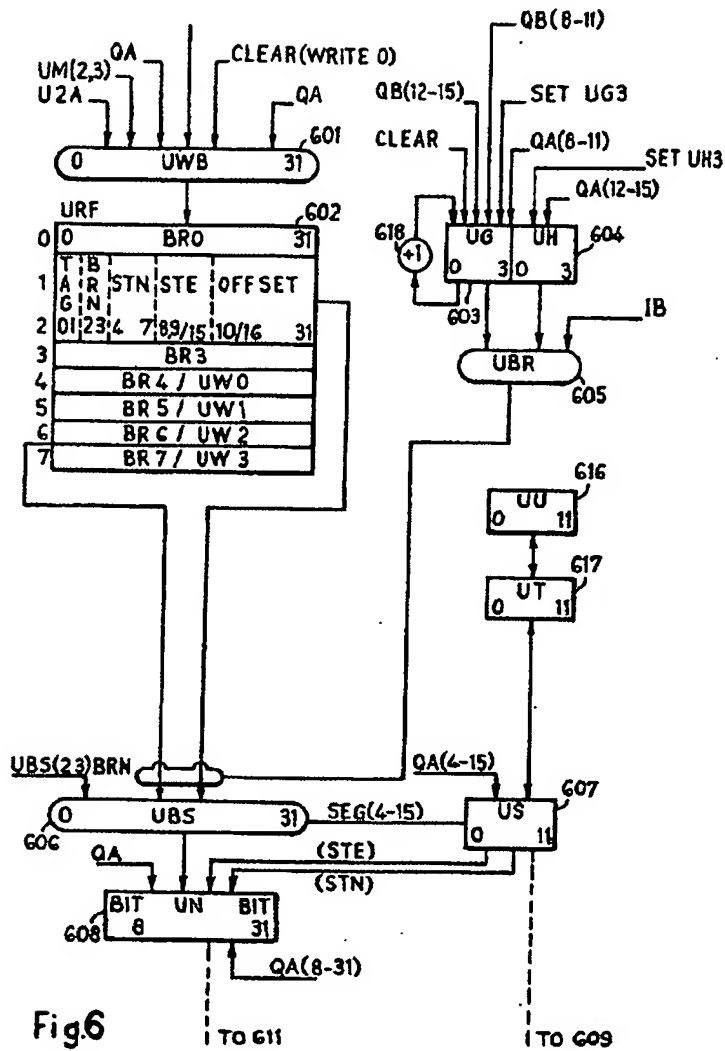 QB(8-11)
QA
CLEAR(WRITE 0)
UM(2,3)
U2A
QA
QB(12-15)
SET UG3
CLEAR
QA(8-11)
SET UH3
QA(12-15)
601
0 UWB 31
URF
602
0 0 BR0 31
1 TAG BRN STN STE OFFSET
2 01 23 4 7 8,9/15 10/16 31
3 BR3
4 BR4 / UW0
5 BR5 / UW1
6 BR6 / UW2
7 BR7 / UW3
618
+1
UG UH
0 3 0 3
604
603
IB
UBR
605
616
UU
0 11
617
UT
0 11
UBS(23)BRN
QA(4-15)
607
0 UBS 31
606
SEG(4-15)
US
0 11
QA
(STE)
(STN)
BIT UN BIT
8 31
608
QA(8-31)
Fig.6
TO 611
TO 609